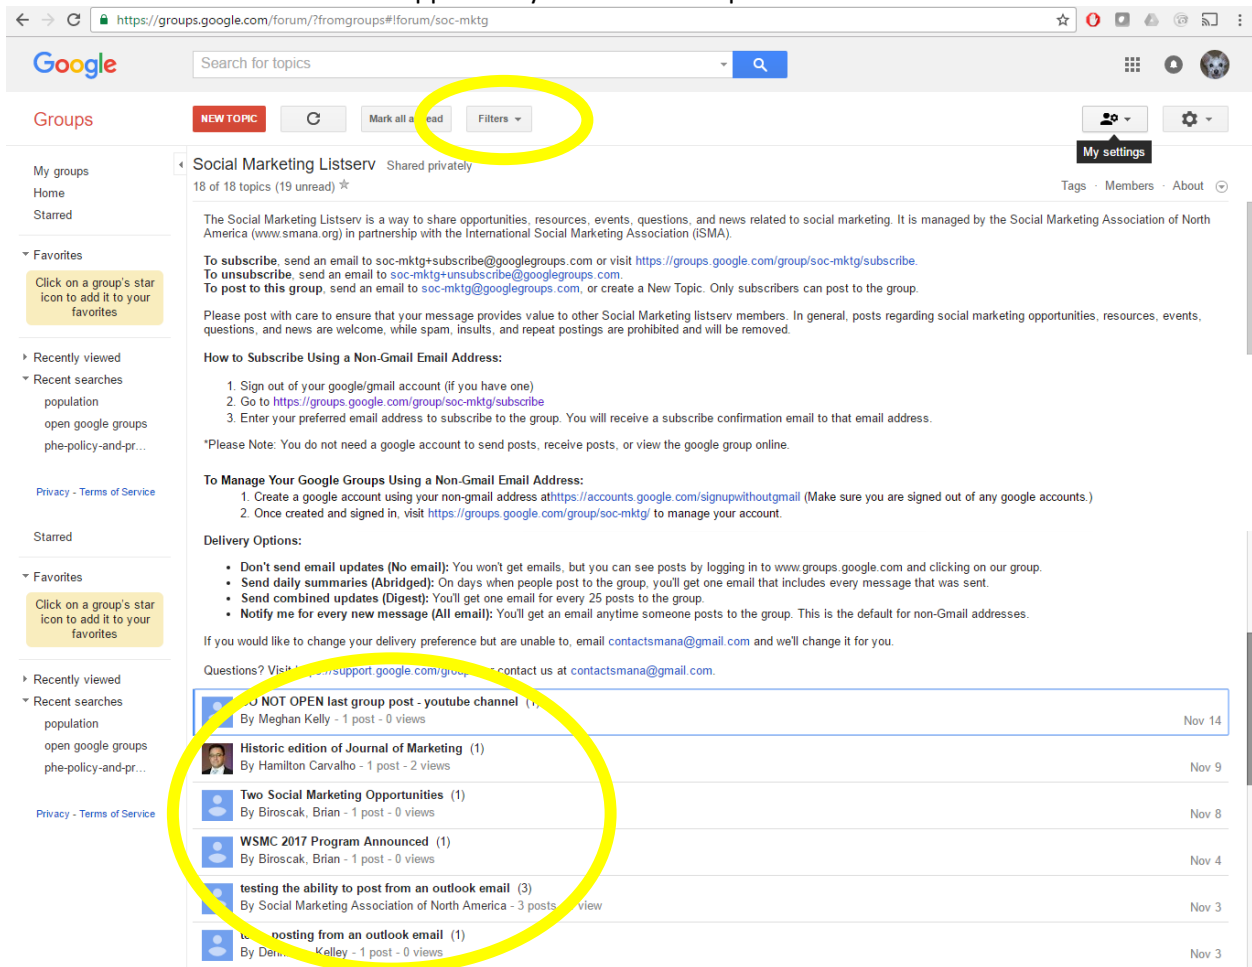 https://groups.google.com/forum/?fromgroups#!forum/soc-mktg
Google
Search for topics
Groups
NEW TOPIC
Mark all as read
Filters
My settings
My groups
Home
Starred
Favorites
Click on a group's star
icon to add it to your
favorites
Recently viewed
Recent searches
population
open google groups
phe-policy-and-pr...
Privacy - Terms of Service
Starred
Favorites
Click on a group's star
icon to add it to your
favorites
Recently viewed
Recent searches
population
open google groups
phe-policy-and-pr...
Privacy - Terms of Service
Social Marketing Listserv Shared privately
18 of 18 topics (19 unread)
Tags · Members · About
The Social Marketing Listserv is a way to share opportunities, resources, events, questions, and news related to social marketing. It is managed by the Social Marketing Association of North
America (www.smana.org) in partnership with the International Social Marketing Association (iSMA).
To subscribe, send an email to soc-mktg+subscribe@googlegroups.com or visit https://groups.google.com/group/soc-mktg/subscribe.
To unsubscribe, send an email to soc-mktg+unsubscribe@googlegroups.com.
To post to this group, send an email to soc-mktg@googlegroups.com, or create a New Topic. Only subscribers can post to the group.
Please post with care to ensure that your message provides value to other Social Marketing listserv members. In general, posts regarding social marketing opportunities, resources, events,
questions, and news are welcome, while spam, insults, and repeat postings are prohibited and will be removed.
How to Subscribe Using a Non-Gmail Email Address:
1. Sign out of your google/gmail account (if you have one)
2. Go to https://groups.google.com/group/soc-mktg/subscribe
3. Enter your preferred email address to subscribe to the group. You will receive a subscribe confirmation email to that email address.
*Please Note: You do not need a google account to send posts, receive posts, or view the google group online.
To Manage Your Google Groups Using a Non-Gmail Email Address:
1. Create a google account using your non-gmail address athttps://accounts.google.com/signupwithoutgmail (Make sure you are signed out of any google accounts.)
2. Once created and signed in, visit https://groups.google.com/group/soc-mktg/ to manage your account.
Delivery Options:
• Don't send email updates (No email): You won't get emails, but you can see posts by logging in to www.groups.google.com and clicking on our group.
• Send daily summaries (Abridged): On days when people post to the group, you'll get one email that includes every message that was sent.
• Send combined updates (Digest): You'll get one email for every 25 posts to the group.
• Notify me for every new message (All email): You'll get an email anytime someone posts to the group. This is the default for non-Gmail addresses.
If you would like to change your delivery preference but are unable to, email contactsmana@gmail.com and we'll change it for you.
Questions? Visit support.google.com/group contact us at contactsmana@gmail.com.
NOT OPEN last group post - youtube channel (1)
By Meghan Kelly - 1 post - 0 views
Nov 14
Historic edition of Journal of Marketing (1)
By Hamilton Carvalho - 1 post - 2 views
Nov 9
Two Social Marketing Opportunities (1)
By Biroscak, Brian - 1 post - 0 views
Nov 8
WSMC 2017 Program Announced (1)
By Biroscak, Brian - 1 post - 0 views
Nov 4
testing the ability to post from an outlook email (3)
By Social Marketing Association of North America - 3 posts view
Nov 3
posting from an outlook email (1)
By Kelley - 1 post - 0 views
Nov 3